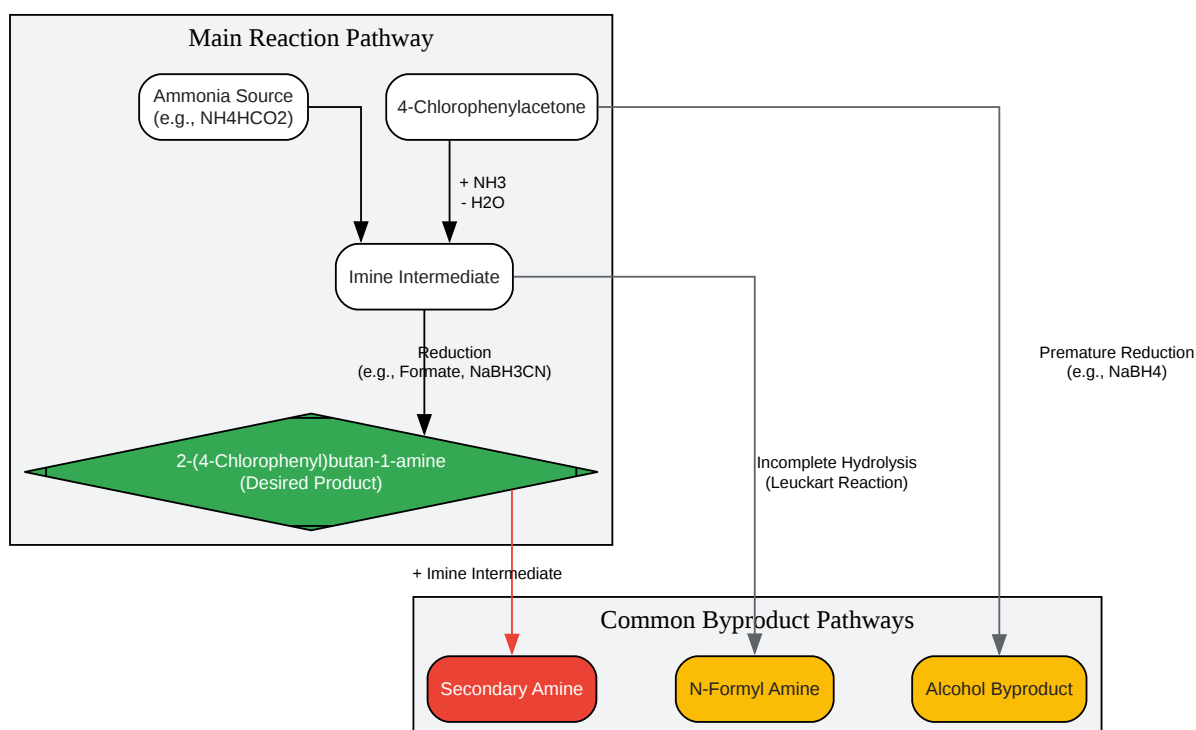 Main Reaction Pathway
Ammonia Source
(e.g., NH4HCO2)
4-Chlorophenylacetone
+ NH3
- H2O
Imine Intermediate
Reduction
(e.g., Formate, NaBH3CN)
Premature Reduction
(e.g., NaBH4)
2-(4-Chlorophenyl)butan-1-amine
(Desired Product)
Incomplete Hydrolysis
(Leuckart Reaction)
+ Imine Intermediate
Common Byproduct Pathways
Secondary Amine
N-Formyl Amine
Alcohol Byproduct